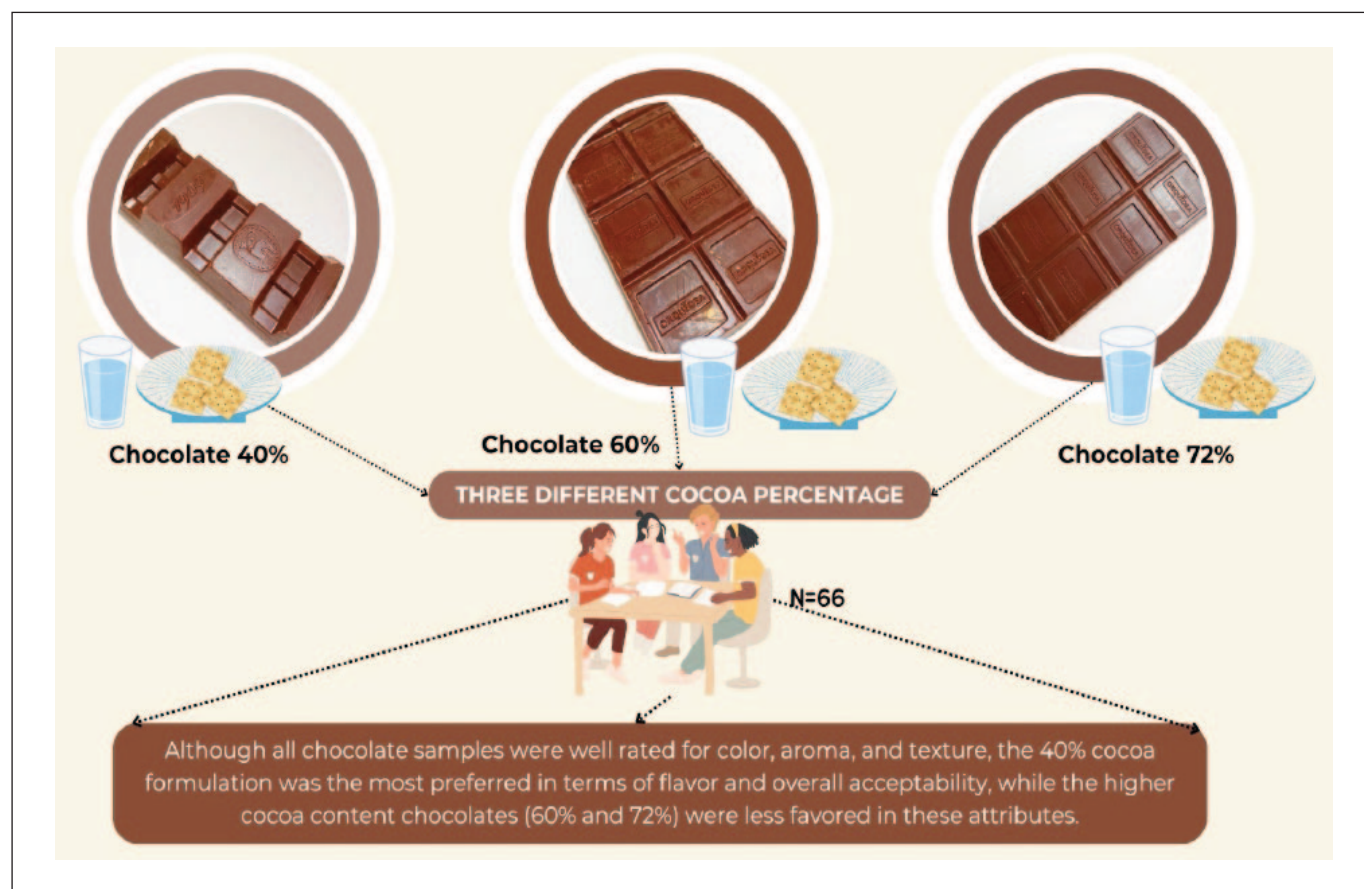 Chocolate 40%
Chocolate 60%
Chocolate 72%
THREE DIFFERENT COCOA PERCENTAGE
N=66
Although all chocolate samples were well rated for color, aroma, and texture, the 40% cocoa
formulation was the most preferred in terms of flavor and overall acceptability, while the higher
cocoa content chocolates (60% and 72%) were less favored in these attributes.